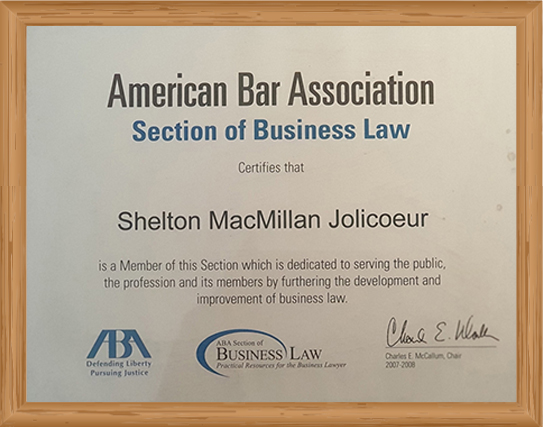 American Bar Association
Section of Business Law
Certifies that
Shelton MacMillan Jolicoeur
is a Member of this Section which is dedicated to serving the public,
the profession and its members by furthering the development and
improvement of business law.
ABA
Defending Liberty
Pursuing Justice
ABA Section of
BUSINESS LAW
Practical Resources for the Business Lawyer
Charles E. McCallum, Chair
2007-2008